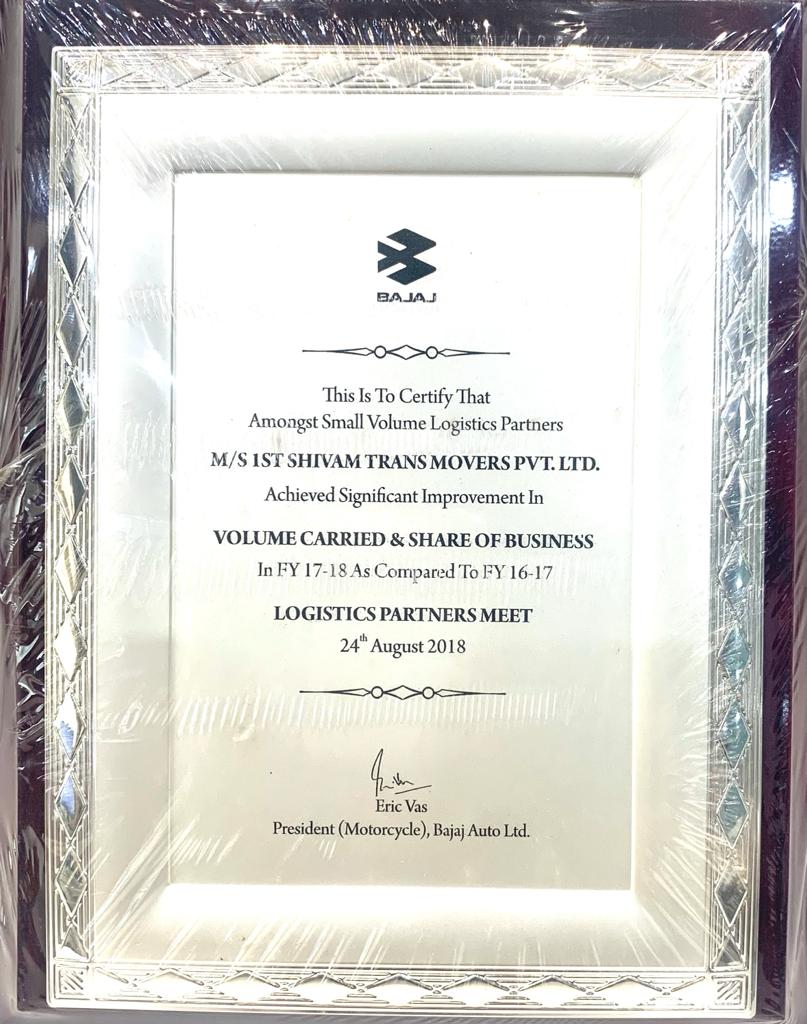 BAJAJ
This Is To Certify That
Amongst Small Volume Logistics Partners
M/S 1ST SHIVAM TRANS MOVERS PVT. LTD.
Achieved Significant Improvement In
VOLUME CARRIED & SHARE OF BUSINESS
In FY 17-18 As Compared To FY 16-17
LOGISTICS PARTNERS MEET
24th August 2018
Eric Vas
President (Motorcycle), Bajaj Auto Ltd.